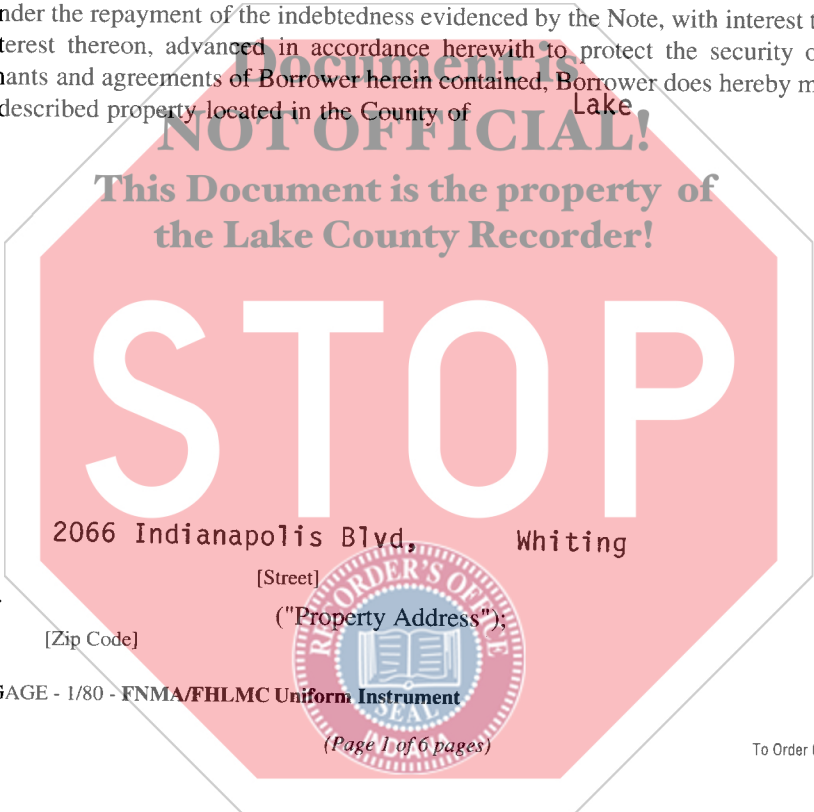 nder the repayment of the indebtedness evidenced by the Note, with interest t
terest thereon, advanced in accordance herewith to protect the security o
nants and agreements of Borrower herein contained, Borrower does hereby m
described property located in the County of Lake
Document is
NOT OFFICIAL!
This Document is the property of
the Lake County Recorder!
STOP
2066 Indianapolis Blvd, Whiting
[Street]
("Property Address");
[Zip Code]
GAGE - 1/80 - FNMA/FHLMC Uniform Instrument
(Page 1 of 6 pages)
To Order
RECORDER'S OFFICE
SEAL
INDIANA